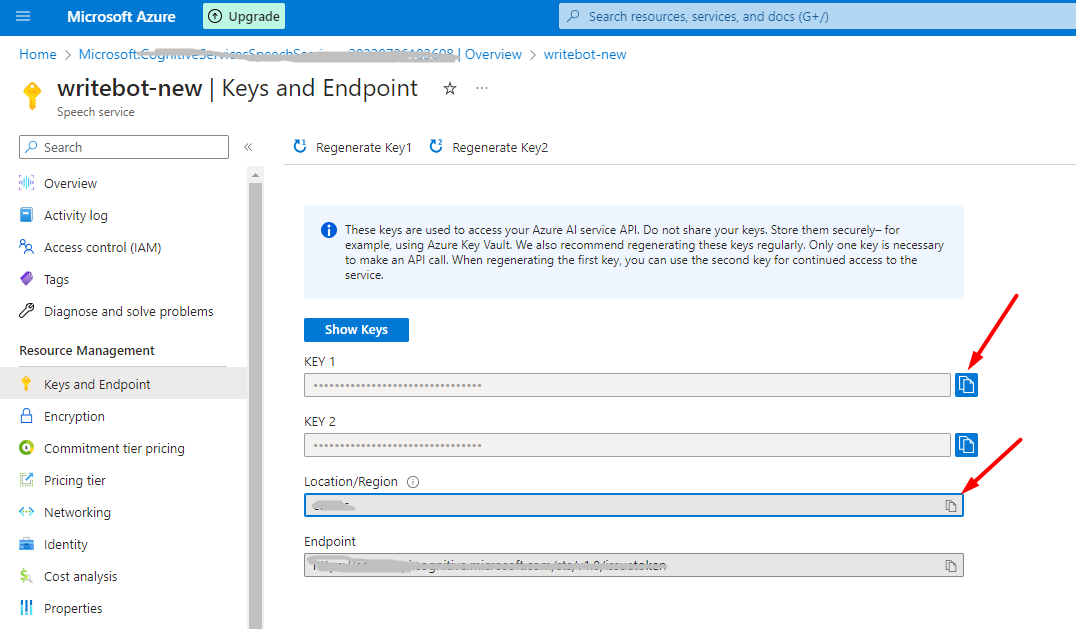 Microsoft Azure
Upgrade
Search resources, services, and docs (G+/)
Home > Microsoft.CognitiveServicesSpeechServices | Overview > writebot-new
writebot-new | Keys and Endpoint
Speech service
Search
Regenerate Key1
Regenerate Key2
Overview
Activity log
Access control (IAM)
Tags
Diagnose and solve problems
Resource Management
Keys and Endpoint
Encryption
Commitment tier pricing
Pricing tier
Networking
Identity
Cost analysis
Properties
These keys are used to access your Azure AI service API. Do not share your keys. Store them securely– for
example, using Azure Key Vault. We also recommend regenerating these keys regularly. Only one key is necessary
to make an API call. When regenerating the first key, you can use the second key for continued access to the
service.
Show Keys
KEY 1
KEY 2
Location/Region
Endpoint
cognitive.microsoft.com/sts/v1.0/issuetoken